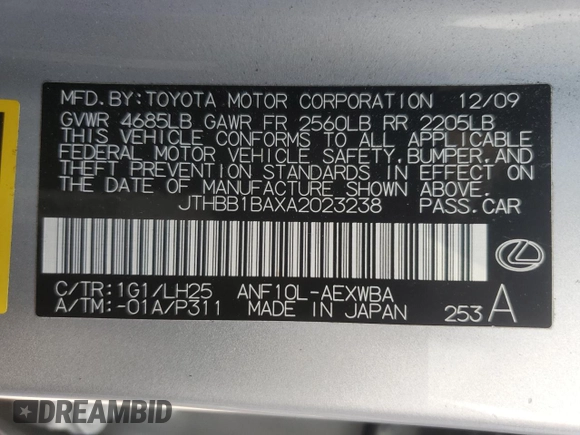 MFD.BY:TOYOTA MOTOR CORPORATION 12/09
GVWR 4685LB GAWR FR 2560LB RR 2205LB
THIS VEHICLE CONFORMS TO ALL APPLICABLE
FEDERAL MOTOR VEHICLE SAFETY,BUMPER,AND
THEFT PREVENTION STANDARDS IN EFFECT ON
THE DATE OF MANUFACTURE SHOWN ABOVE.
JTHBB1BAXA2023238 PASS.CAR
C/TR:1G1/LH25 ANF10L-AEXWBA
A/TM:-01A/P311 MADE IN JAPAN 253 A
DREAMBID